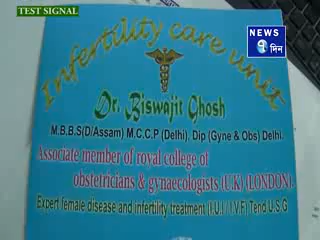 TEST SIGNAL
NEWS
দিন
Infertility care unit
Dr. Biswajit Ghosh
M.B.B.S(D/Assam) M.C.C.P (Delhi). Dip (Gyne & Obs) Delhi.
Associate member of royal college of
obstetricians & gynaecologists (UK) (LONDON).
Expert female disease and infertility treatment (I.U.I / I.V.F) Tend U.S.G